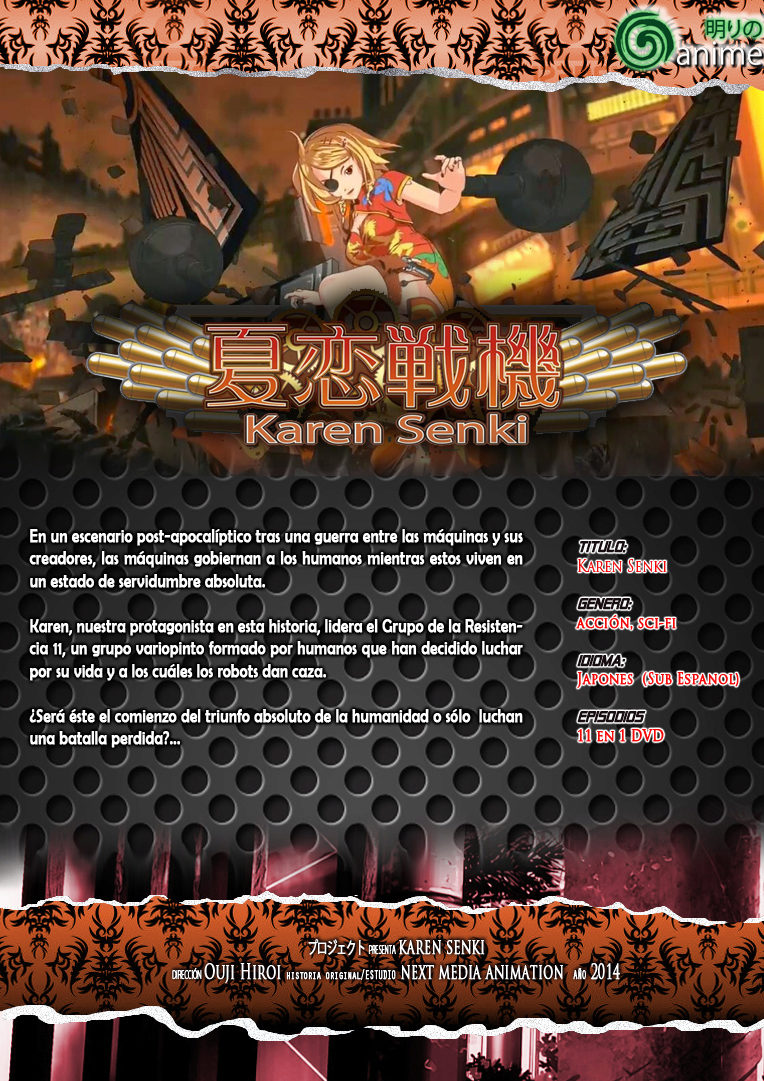 明りの
anime
夏恋戦機
Karen Senki
En un escenario post-apocalíptico tras una guerra entre las máquinas y sus
creadores, las máquinas gobiernan a los humanos mientras estos viven en
un estado de servidumbre absoluta.
Karen, nuestra protagonista en esta historia, lidera el Grupo de la Resisten-
cia 11, un grupo variopinto formado por humanos que han decidido luchar
por su vida y a los cuáles los robots dan caza.
¿Será éste el comienzo del triunfo absoluto de la humanidad o sólo luchan
una batalla perdida?...
TITULO:
KAREN SENKI
GENERO:
ACCIÓN, SCI-FI
IDIOMA:
JAPONES (SUB ESPANOL)
EPISODIOS
11 EN 1 DVD
プロジェクト PRESENTA KAREN SENKI
DIRECCIÓN OUJI HIROI HISTORIA ORIGINAL/ESTUDIO NEXT MEDIA ANIMATION AÑO 2014